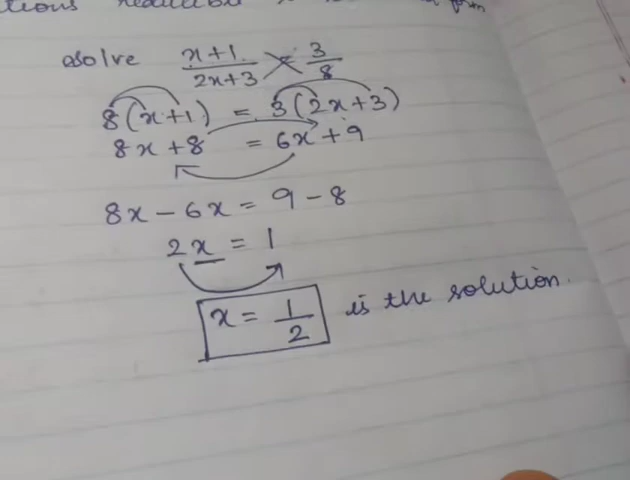 solve x+1/2x+3 = 3/8
8(x+1) = 3(2x+3)
8x+8 = 6x+9
8x-6x = 9-8
2x = 1
x = 1/2 is the solution.